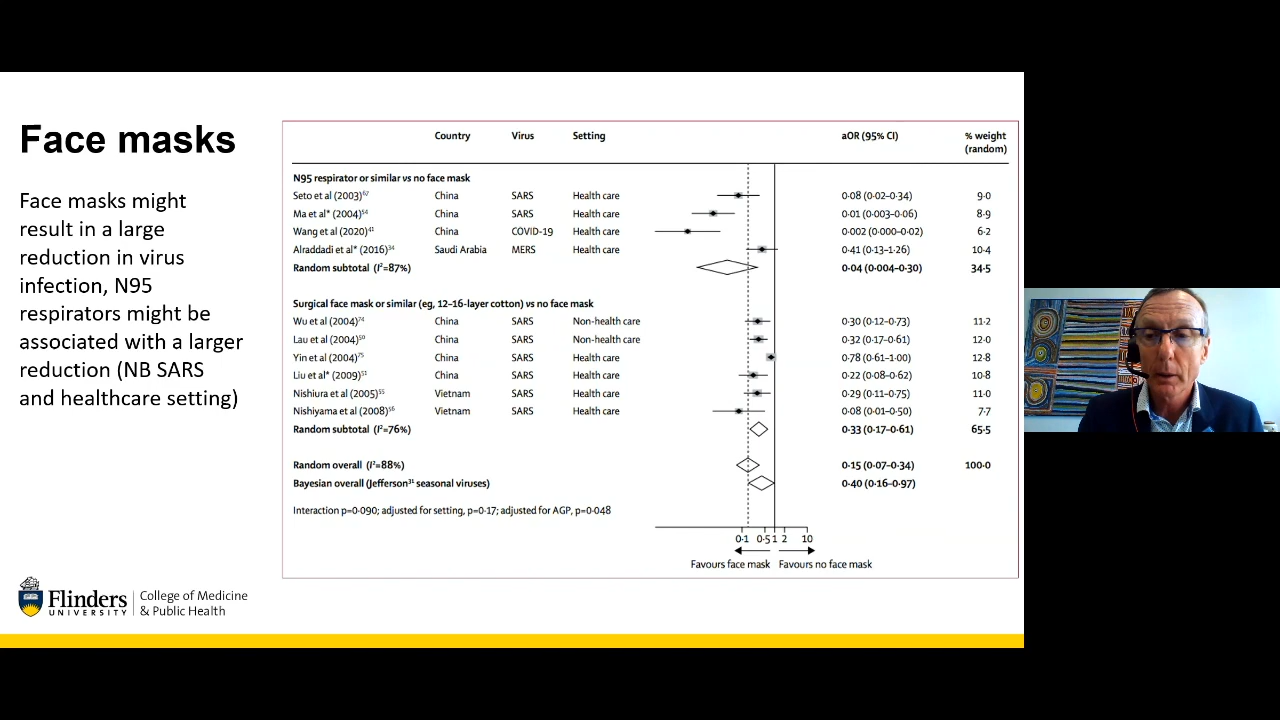 Face masks
Face masks might
result in a large
reduction in virus
infection, N95
respirators might be
associated with a larger
reduction (NB SARS
and healthcare setting)
Country Virus Setting aOR (95% CI) % weight
(random)
N95 respirator or similar vs no face mask
Seto et al (2003)⁶⁷ China SARS Health care 0·08 (0·02–0·34) 9·0
Ma et al* (2004)⁵⁴ China SARS Health care 0·01 (0·003–0·06) 8·9
Wang et al (2020)⁴¹ China COVID-19 Health care 0·002 (0·000–0·02) 6·2
Alraddadi et al* (2016)³⁴ Saudi Arabia MERS Health care 0·41 (0·13–1·26) 10·4
Random subtotal (I²=87%) 0·04 (0·004–0·30) 34·5
Surgical face mask or similar (eg, 12–16-layer cotton) vs no face mask
Wu et al (2004)⁷⁴ China SARS Non-health care 0·30 (0·12–0·73) 11·2
Lau et al (2004)⁵⁰ China SARS Non-health care 0·32 (0·17–0·61) 12·0
Yin et al (2004)⁷⁵ China SARS Health care 0·78 (0·61–1·00) 12·8
Liu et al* (2009)⁵¹ China SARS Health care 0·22 (0·08–0·62) 10·8
Nishiura et al (2005)⁵⁵ Vietnam SARS Health care 0·29 (0·11–0·75) 11·0
Nishiyama et al (2008)⁵⁶ Vietnam SARS Health care 0·08 (0·01–0·50) 7·7
Random subtotal (I²=76%) 0·33 (0·17–0·61) 65·5
Random overall (I²=88%) 0·15 (0·07–0·34) 100·0
Bayesian overall (Jefferson³¹ seasonal viruses) 0·40 (0·16–0·97)
Interaction p=0·090; adjusted for setting, p=0·17; adjusted for AGP, p=0·048
0·1 0·5 1 2 10
Favours face mask Favours no face mask
Flinders
UNIVERSITY
College of Medicine
& Public Health